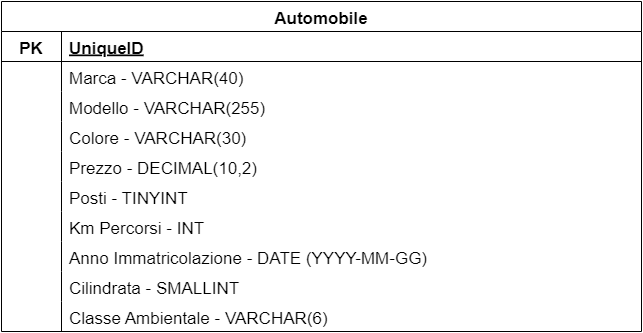 Automobile
PK UniqueID
Marca - VARCHAR(40)
Modello - VARCHAR(255)
Colore - VARCHAR(30)
Prezzo - DECIMAL(10,2)
Posti - TINYINT
Km Percorsi - INT
Anno Immatricolazione - DATE (YYYY-MM-GG)
Cilindrata - SMALLINT
Classe Ambientale - VARCHAR(6)